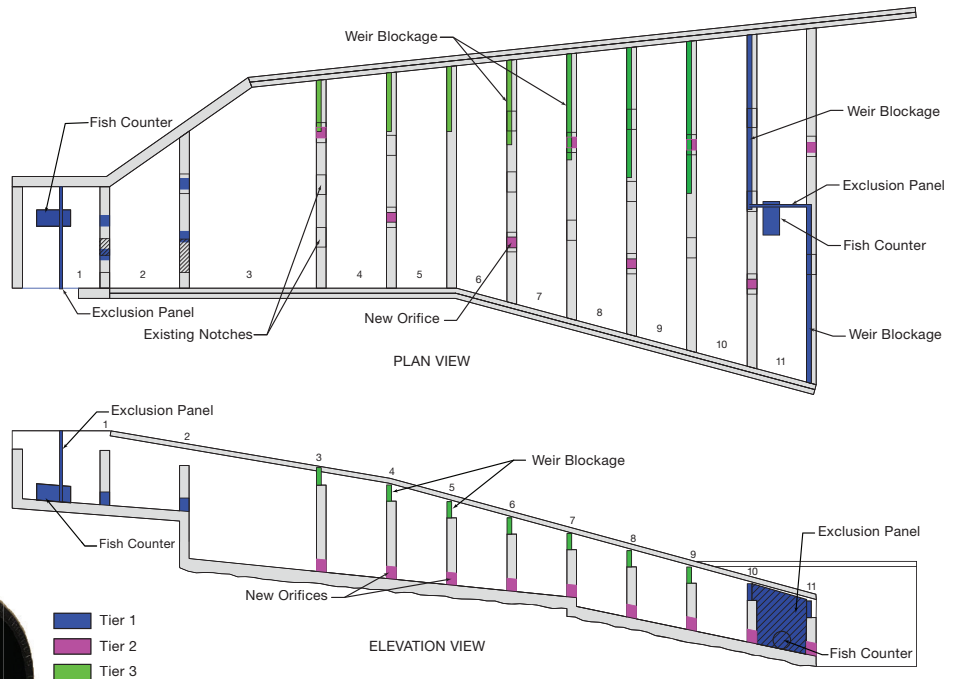 Weir Blockage
Fish Counter
Weir Blockage
Exclusion Panel
Fish Counter
1
2
3
4
5
6
7
8
9
10
11
Exclusion Panel
Existing Notches
New Orifice
Weir Blockage
PLAN VIEW
Exclusion Panel
1
2
3
4
5
6
7
8
9
10
11
Weir Blockage
Exclusion Panel
Fish Counter
New Orifices
Fish Counter
ELEVATION VIEW
Tier 1
Tier 2
Tier 3